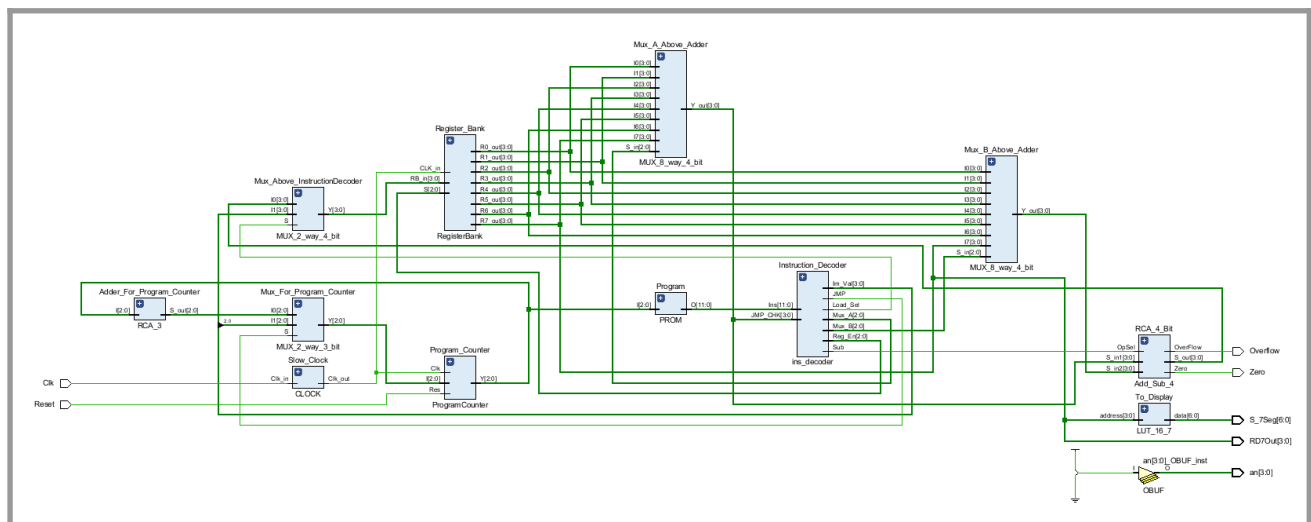 Mux_A_Above_Adder
I0[3:0]
I1[3:0]
I2[3:0]
I3[3:0]
I4[3:0]
I5[3:0]
I6[3:0]
I7[3:0]
S_in[2:0]
Y_out[3:0]
MUX_8_way_4_bit
Register_Bank
CLK_in
RB_in[3:0]
S[2:0]
R0_out[3:0]
R1_out[3:0]
R2_out[3:0]
R3_out[3:0]
R4_out[3:0]
R5_out[3:0]
R6_out[3:0]
R7_out[3:0]
RegisterBank
Mux_B_Above_Adder
I0[3:0]
I1[3:0]
I2[3:0]
I3[3:0]
I4[3:0]
I5[3:0]
I6[3:0]
I7[3:0]
S_in[2:0]
Y_out[3:0]
MUX_8_way_4_bit
Mux_Above_InstructionDecoder
I0[3:0]
I1[3:0]
S
Y[3:0]
MUX_2_way_4_bit
Adder_For_Program_Counter
I[2:0]
S_out[2:0]
RCA_3
Mux_For_Program_Counter
2:0
I0[2:0]
I1[2:0]
S
Y[2:0]
MUX_2_way_3_bit
Slow_Clock
Clk_in
Clk_out
CLOCK
Clk
Reset
Program_Counter
Clk
I[2:0]
Res
Y[2:0]
ProgramCounter
Program
I[2:0]
O[11:0]
PROM
Instruction_Decoder
Ins[11:0]
JMP_CHK[3:0]
Im_Val[3:0]
JMP
Load_Sel
Mux_A[2:0]
Mux_B[2:0]
Reg_En[2:0]
Sub
ins_decoder
RCA_4_Bit
OpSel
S_in1[3:0]
S_in2[3:0]
OverFlow
S_out[3:0]
Zero
Add_Sub_4
Overflow
Zero
To_Display
address[3:0]
data[6:0]
LUT_16_7
S_7Seg[6:0]
RD7Out[3:0]
an[3:0]_OBUF_inst
I
O
OBUF
an[3:0]